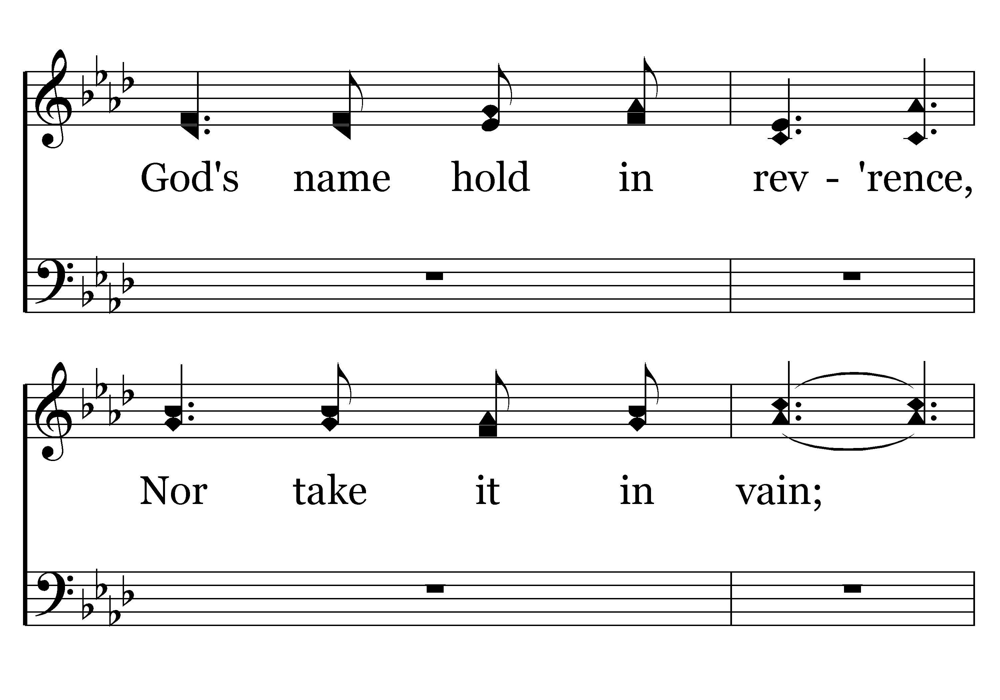 God's name hold in rev - 'rence,
Nor take it in vain;